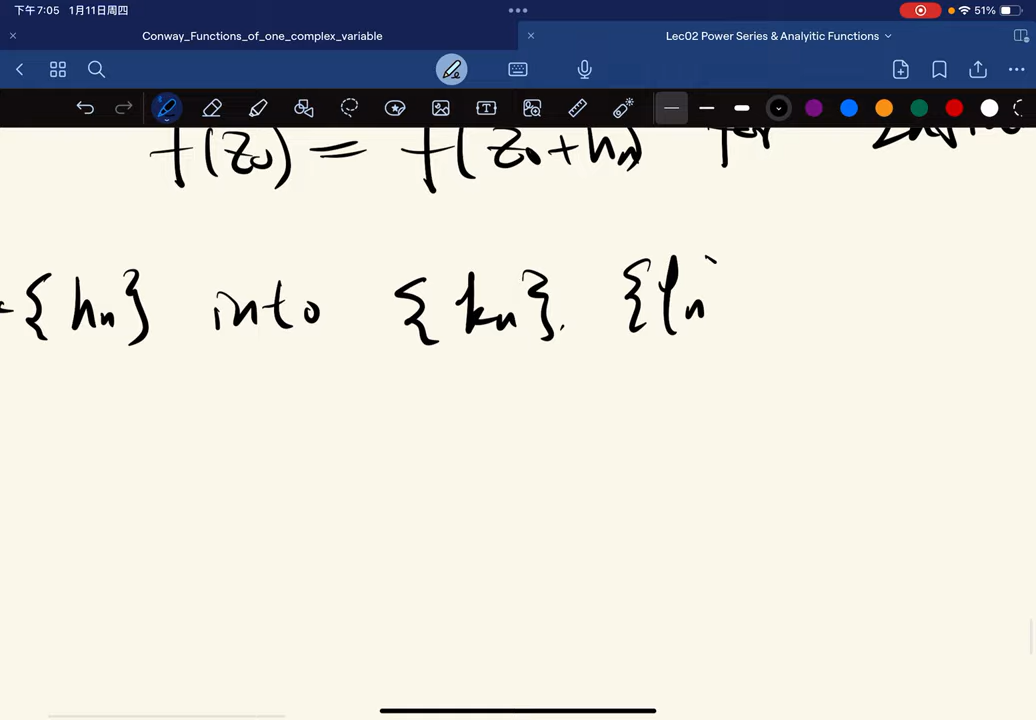 下午7:05 1月11日周四
51%
Conway_Functions_of_one_complex_variable
Lec02 Power Series & Analyitic Functions
f(z₀) = f(z₀+hₙ) for
{hₙ} into {kₙ}. {lₙ